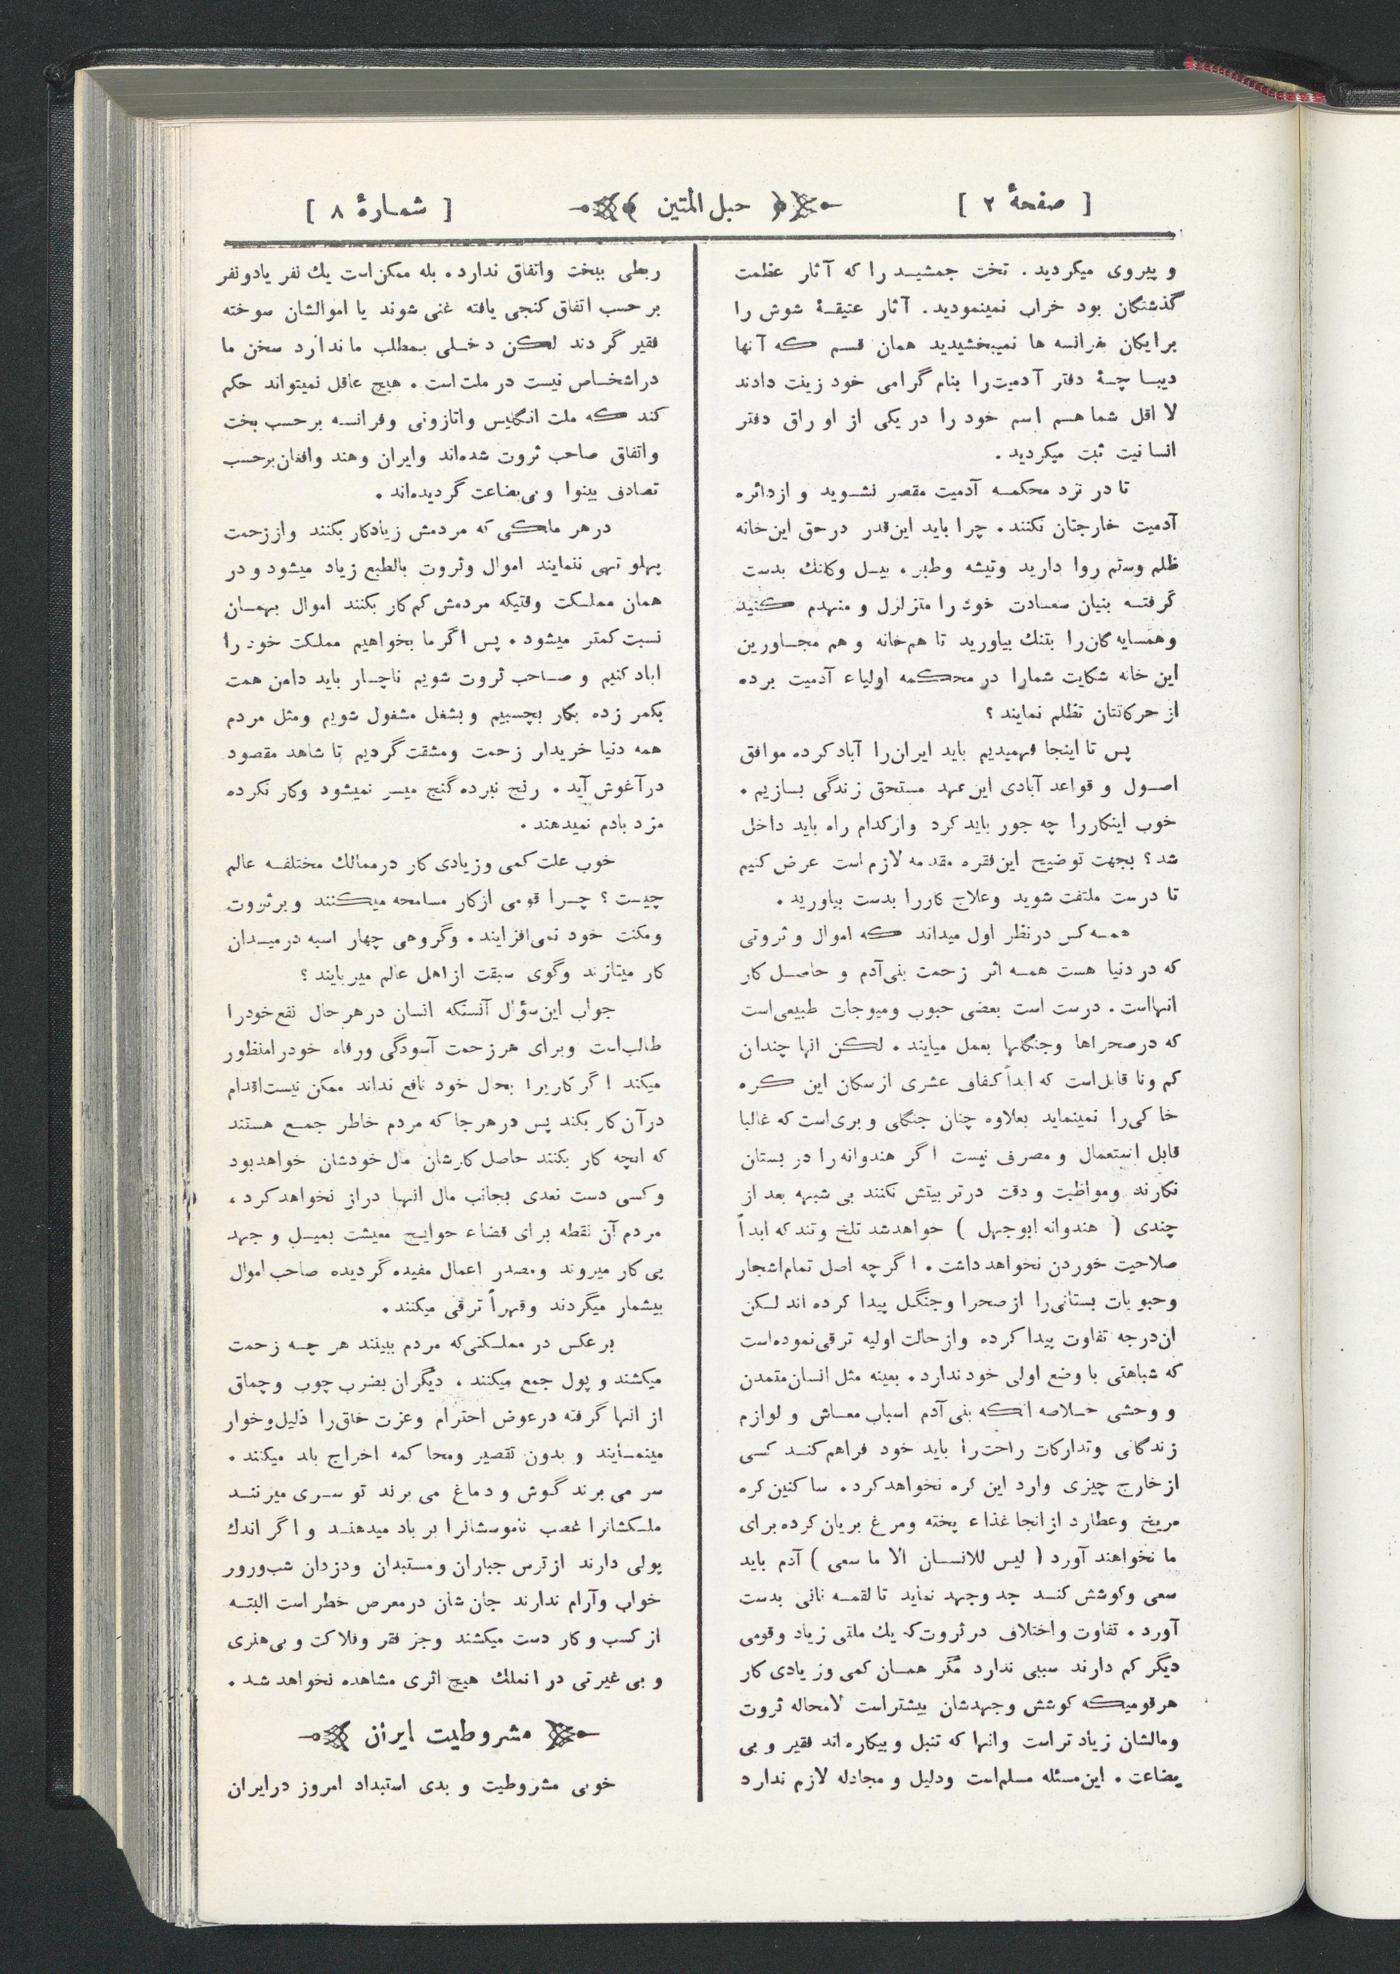 [ صفحهٔ ۲ ]
حبل المتین
[ شمارهٔ ۸ ]
و پیروی میکردید . تخت جمشید را که آثار عظمت
گذشتگان بود خراب نمینمودید . آثار عتیقهٔ شوش را
برایگان بفرانسه ها نمیبخشیدید همان قسم که آنها
دیباچهٔ دفتر آدمیت‌را بنام گرامی خود زینت دادند
لا اقل شما هم اسم خود را در یکی از اوراق دفتر
انسانیت ثبت میکردید .
تا در نزد محکمه آدمیت مقصر نشوید و ازدائره
آدمیت خارجتان نکنند . چرا باید این‌قدر درحق این‌خانه
ظلم وستم روا دارید وتیشه وطبر ، بیل وکلنك بدست
گرفته بنیان سعادت خود را متزلزل و منهدم کنید
وهمسایه گان‌را بتنك بیاورید تا هم‌خانه و هم مجاورین
این خانه شکایت شمارا در محکمه اولیاء آدمیت برده
از حرکاتتان تظلم نمایند ؟
پس تا اینجا فهمیدیم باید ایران‌را آباد کرده موافق
اصول و قواعد آبادی این عهد مستحق زندگی بسازیم .
خوب اینکاررا چه جور باید کرد وازکدام راه باید داخل
شد ؟ بجهت توضیح این‌فقره مقدمه لازم‌است عرض کنیم
تا درست ملتفت شوید وعلاج کاررا بدست بیاورید .
همه‌کس درنظر اول میداند که اموال و ثروتی
که در دنیا هست همه اثر زحمت بنی‌آدم و حاصل کار
انهااست . درست است بعضی حبوب ومیوجات طبیعی‌است
که درصحراها وجنگلها بعمل میایند . لکن انها چندان
کم ونا قابل‌است که ابداً کفاف عشری ازسکان این کره
خاکی‌را نمینماید بعلاوه چنان جنگلی و بری‌است که غالبا
قابل استعمال و مصرف نیست اگر هندوانه را در بستان
نکارند ومواظبت و دقت درتربیتش نکنند بی شبهه بعد از
چندی ( هندوانه ابوجهل ) خواهدشد تلخ وتند که ابداً
صلاحیت خوردن نخواهد داشت . اگرچه اصل تمام‌اشجار
وحبوبات بستانی‌را ازصحرا وجنگل پیدا کرده اند لکن
ان‌درجه تفاوت پیداکرده وازحالت اولیه ترقی‌نموده‌است
که شباهتی با وضع اولی خود ندارد . بعینه مثل انسان‌متمدن
و وحشی خلاصه انکه بنی‌آدم اسباب معاش و لوازم
زندگانی وتدارکات راحت‌را باید خود فراهم‌کند کسی
از خارج چیزی وارد این کره نخواهدکرد . ساکنین کره
مریخ وعطارد ازانجا غذاء پخته ومرغ بریان کرده برای
ما نخواهند آورد ( لیس للانسان الا ما سعی ) آدم باید
سعی وکوشش کند جد وجهد نماید تا لقمه نانی بدست
آورد . تفاوت واختلاف در ثروت‌که یك ملتی زیاد وقومی
دیگر کم دارند سببی ندارد مگر همان کمی و زیادی کار
هرقومیکه کوشش وجهدشان بیشتراست لامحاله ثروت
ومالشان زیاد تراست وانها که تنبل و بیکاره اند فقیر و بی
بضاعت . این‌مسئله مسلم‌است ودلیل و مجادله لازم ندارد
ربطی ببخت واتفاق ندارد . بله ممکن‌است یك نفر یادونفر
بر حسب اتفاق گنجی یافته غنی شوند یا اموالشان سوخته
فقیر گردند لکن دخلی بمطلب ما ندارد سخن ما
دراشخاص نیست در ملت‌است . هیچ عاقل نمیتواند حکم
کند که ملت انگلیس واتازونی وفرانسه برحسب بخت
واتفاق صاحب ثروت شده‌اند وایران وهند وافغان‌برحسب
تصادف بینوا و بی‌بضاعت گردیده‌اند .
درهر ملکی که مردمش زیادکار بکنند واززحمت
پهلو تهی ننمایند اموال وثروت بالطبع زیاد میشود و در
همان مملکت وقتیکه مردمش کم‌کار بکنند اموال بهمان
نسبت کمتر میشود . پس اگرما بخواهیم مملکت خود را
اباد کنیم و صاحب ثروت شویم ناچار باید دامن همت
بکمر زده بکار بچسبیم و بشغل مشغول شویم ومثل مردم
همه دنیا خریدار زحمت ومشقت‌گردیم تا شاهد مقصود
درآغوش آید . رنج نبرده گنج میسر نمیشود وکار نکرده
مزد بادم نمیدهند .
خوب علت کمی وزیادی کار درممالك مختلفه عالم
چیست ؟ چرا قومی ازکار مسامحه میکنند و برثروت
ومکنت خود نمی‌افزایند . وگروهی چهار اسبه درمیدان
کار میتازند وگوی سبقت ازاهل عالم میربایند ؟
جواب این‌سؤال آنستکه انسان درهرحال نفع‌خودرا
طالب‌است وبرای هرزحمت آسودگی ورفاه خودرامنظور
میکند اگر کاریرا بحال خود نافع نداند ممکن نیست‌اقدام
درآن کار بکند پس درهرجا که مردم خاطر جمع هستند
که انچه کار بکنند حاصل کارشان مال خودشان خواهدبود
وکسی دست تعدی بجانب مال انها دراز نخواهدکرد ،
مردم آن نقطه برای قضاء حوایج معیشت بمیل و جهد
پی کار میروند ومصدر اعمال مفیده گردیده صاحب اموال
بیشمار میگردند وقهراً ترقی میکنند .
برعکس در مملکتی‌که مردم ببینند هر چه زحمت
میکشند و پول جمع میکنند ، دیگران بضرب چوب وچماق
از انها گرفته درعوض احترام وعزت خلق‌را ذلیل‌وخوار
مینمایند و بدون تقصیر ومحاکمه اخراج بلد میکنند .
سر می برند گوش و دماغ می برند تو سری میزنند
ملکشانرا غصب ناموسشانرا بر باد میدهند و اگر اندك
پولی دارند ازترس جباران ومستبدان ودزدان شب‌وروز
خواب وآرام ندارند جان شان درمعرض خطر است البته
از کسب و کار دست میکشند وجز فقر وفلاکت و بی‌هنری
و بی غیرتی در انملك هیچ اثری مشاهده نخواهد شد .
مشروطیت ایران
خوبی مشروطیت و بدی استبداد امروز درایران